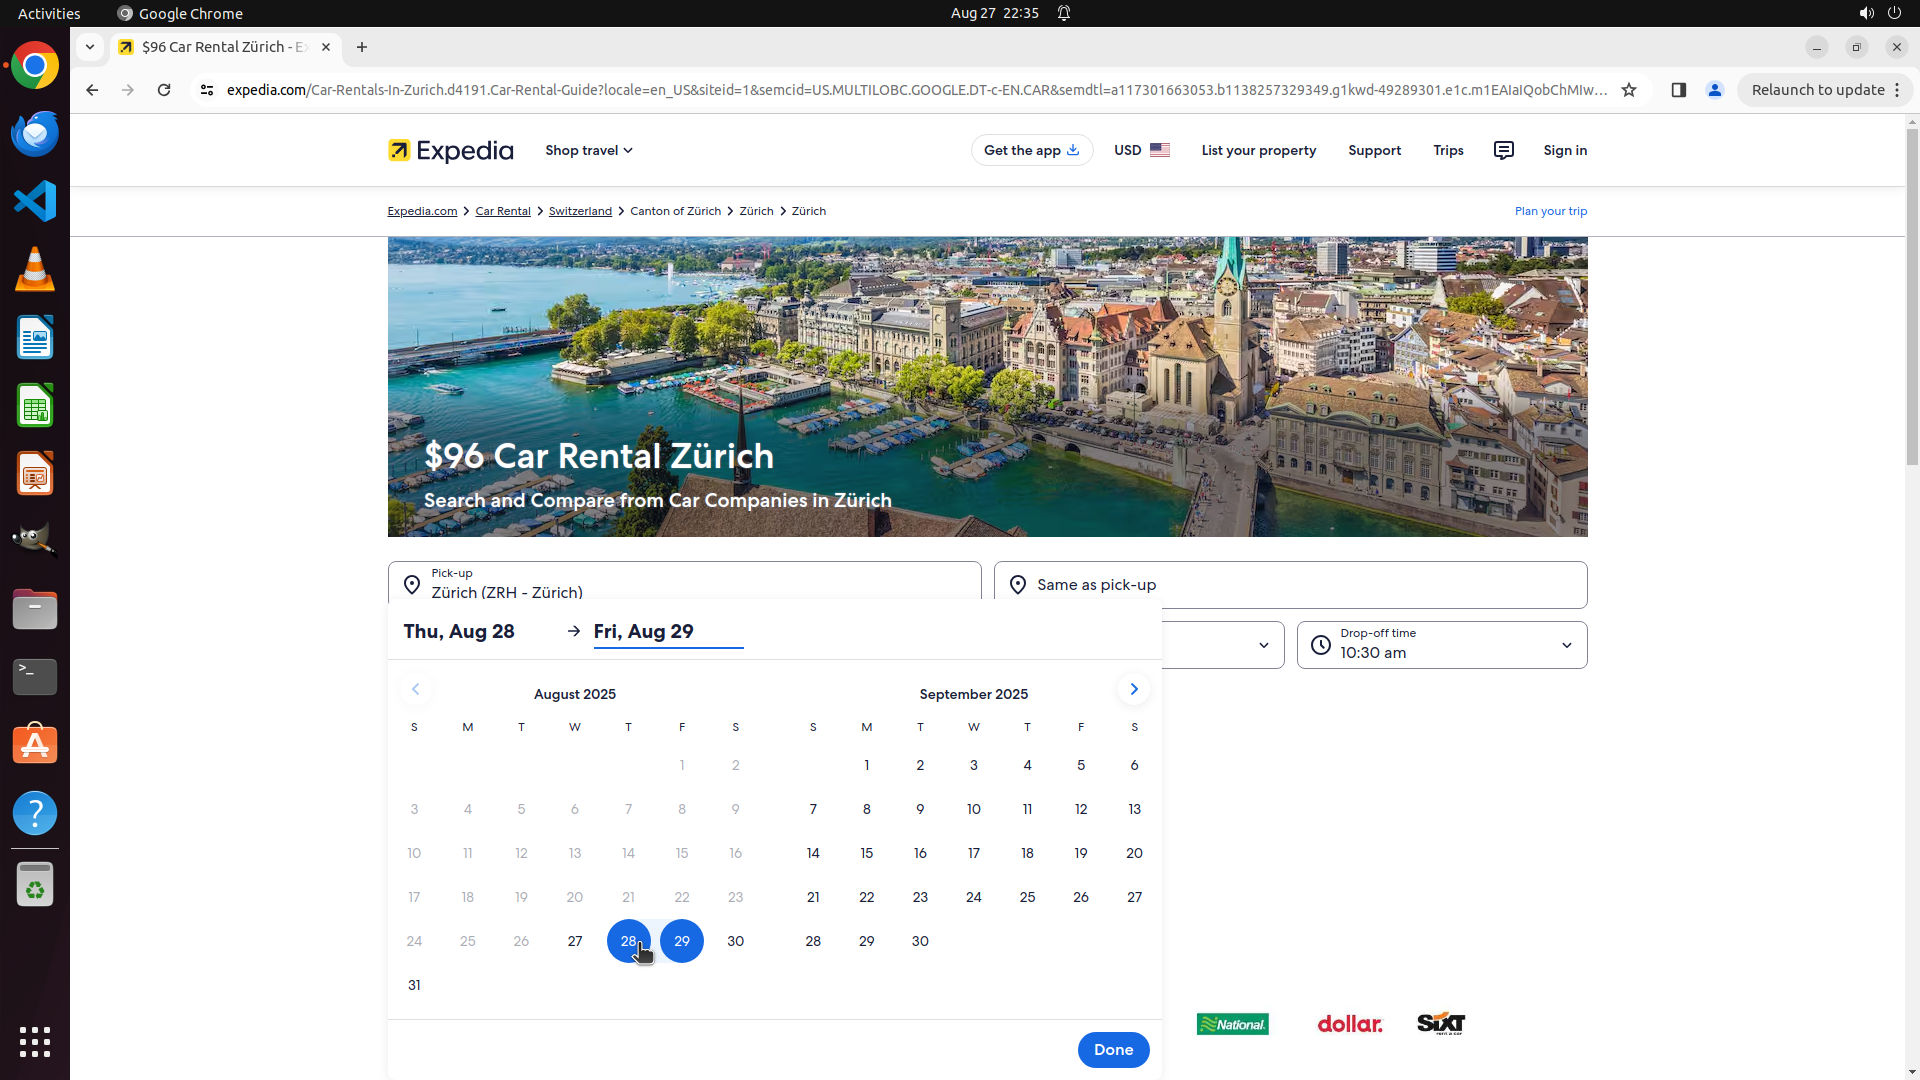 Activities
Google Chrome
Aug 27 22:35
$96 Car Rental Zürich - Ex
expedia.com/Car-Rentals-In-Zurich.d4191.Car-Rental-Guide?locale=en_US&siteid=1&semcid=US.MULTILOBC.GOOGLE.DT-c-EN.CAR&semdtl=a117301663053.b1138257329349.g1kwd-49289301.e1c.m1EAIaIQobChMIw...
Relaunch to update
Expedia
Shop travel
Get the app
USD
List your property
Support
Trips
Sign in
Expedia.com > Car Rental > Switzerland > Canton of Zürich > Zürich > Zürich
Plan your trip
$96 Car Rental Zürich
Search and Compare from Car Companies in Zürich
Pick-up
Zürich (ZRH - Zürich)
Same as pick-up
Thu, Aug 28
Fri, Aug 29
Drop-off time
10:30 am
August 2025
S M T W T F S
1 2
3 4 5 6 7 8 9
10 11 12 13 14 15 16
17 18 19 20 21 22 23
24 25 26 27 28 29 30
31
September 2025
S M T W T F S
1 2 3 4 5 6
7 8 9 10 11 12 13
14 15 16 17 18 19 20
21 22 23 24 25 26 27
28 29 30
National.
dollar.
SIXT
rent a car
Done